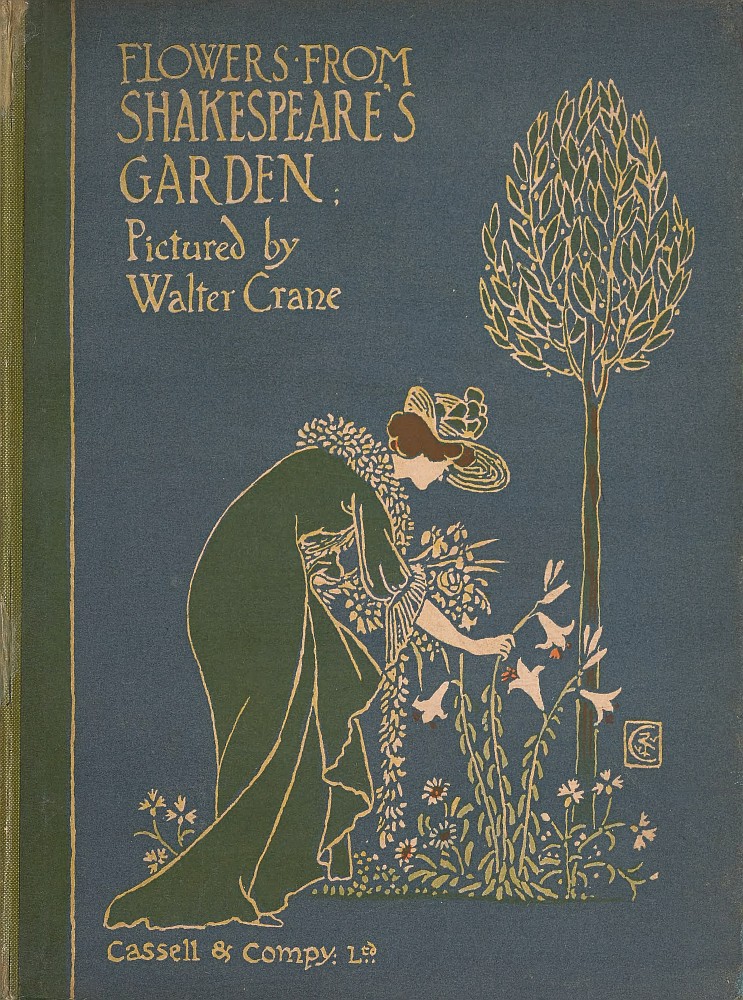 FLOWERS·FROM
SHAKESPEARE'S
GARDEN:
Pictured by
Walter Crane
Cassell & Compy: Ltd.